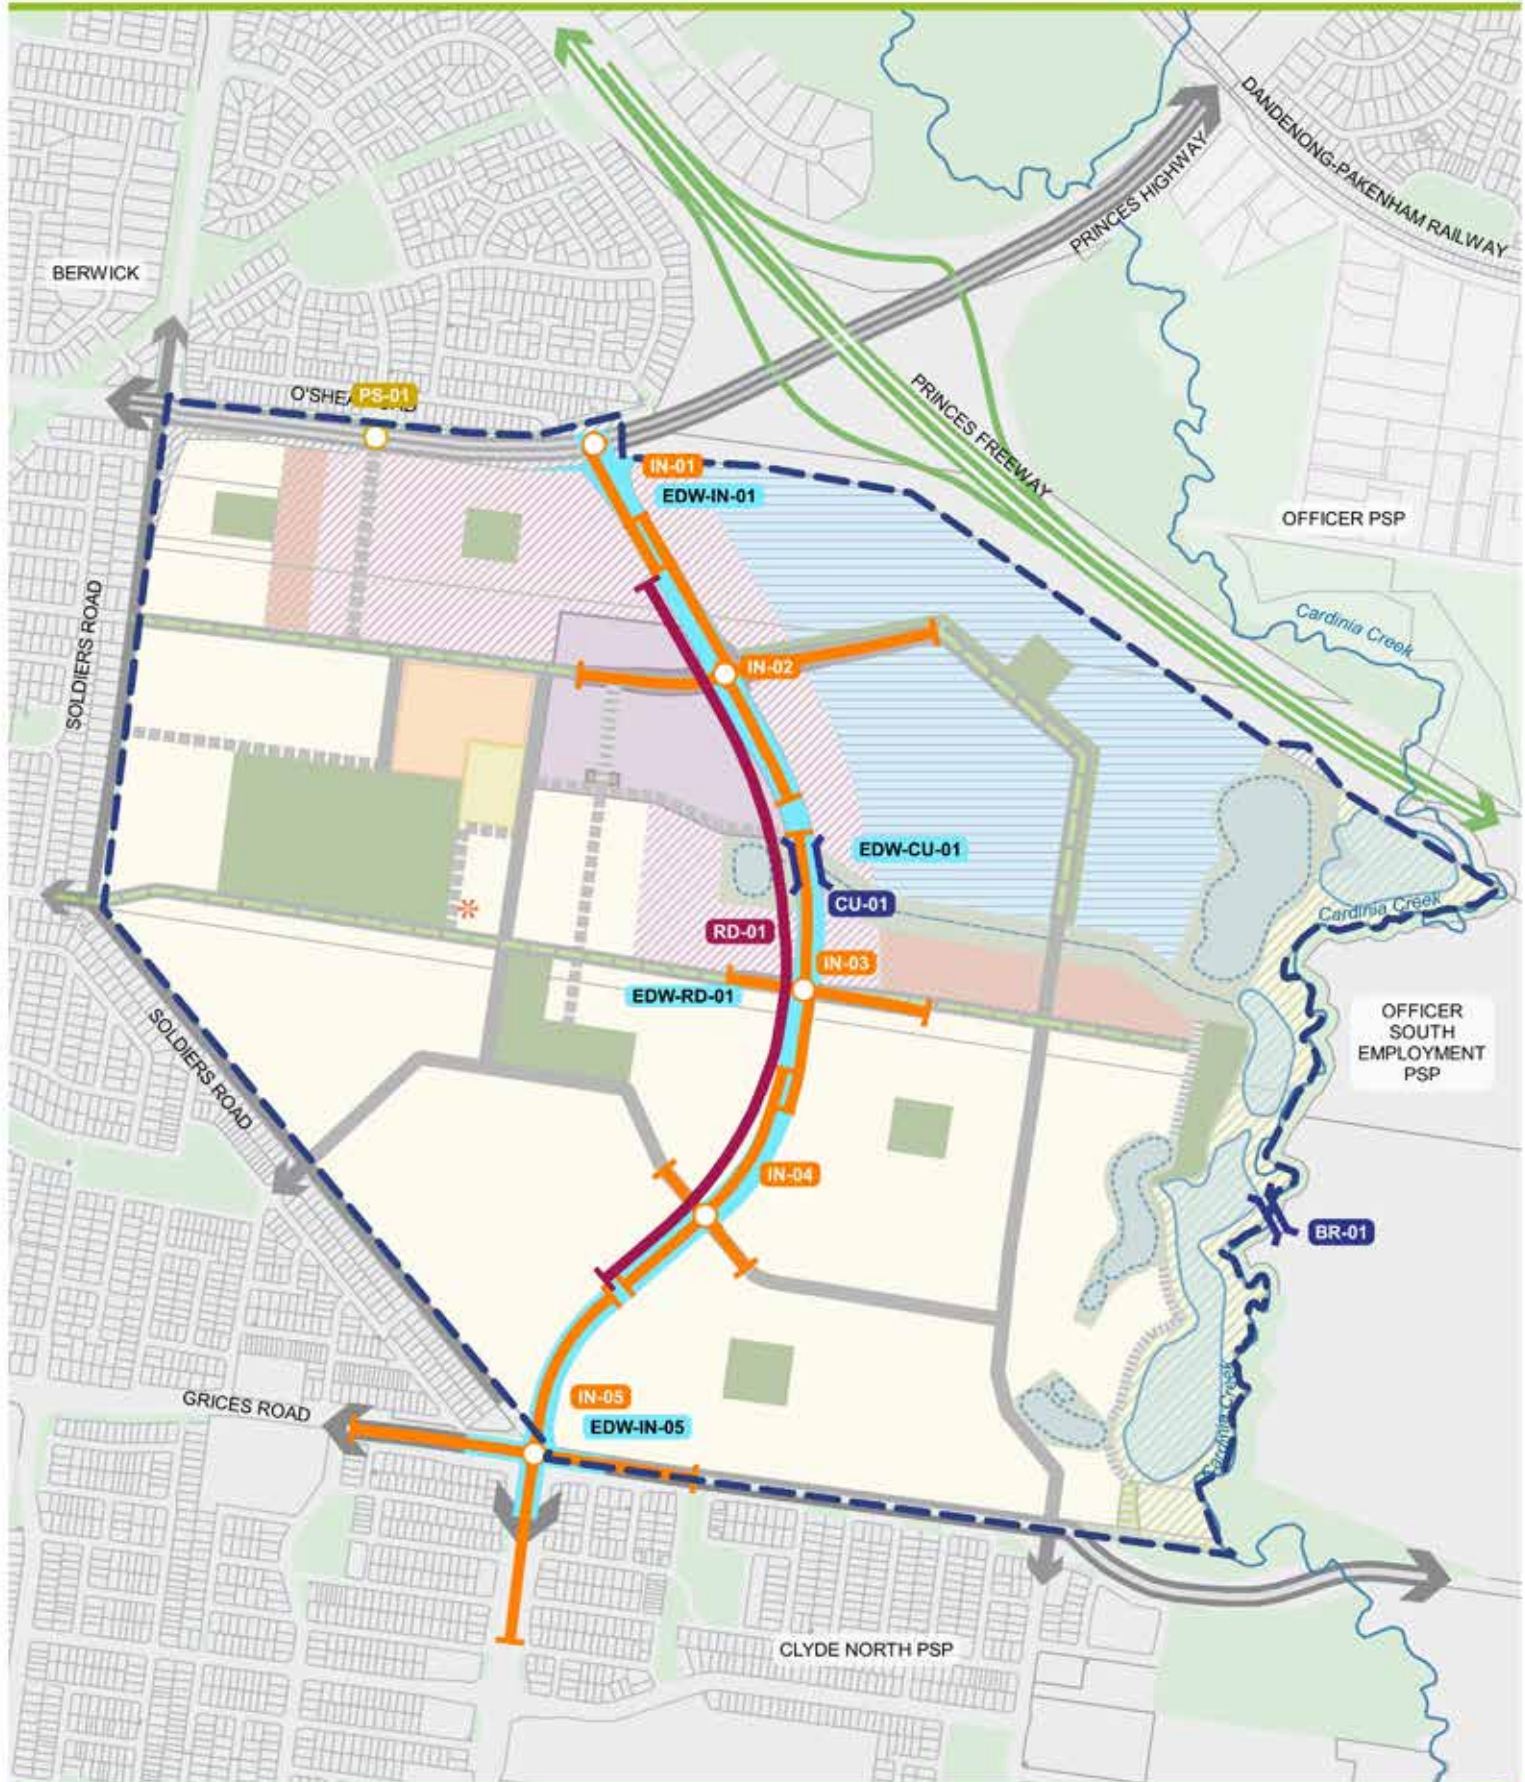 DANDENONG-PAKENHAM RAILWAY
PRINCES HIGHWAY
BERWICK
O'SHEA
PS-01
PRINCES FREEWAY
IN-01
EDW-IN-01
OFFICER PSP
SOLDIERS ROAD
Cardinia Creek
IN-02
EDW-CU-01
CU-01
Cardinia Creek
RD-01
IN-03
EDW-RD-01
OFFICER
SOUTH
EMPLOYMENT
PSP
SOLDIERS ROAD
IN-04
BR-01
GRICES ROAD
IN-05
EDW-IN-05
Cardinia Creek
CLYDE NORTH PSP